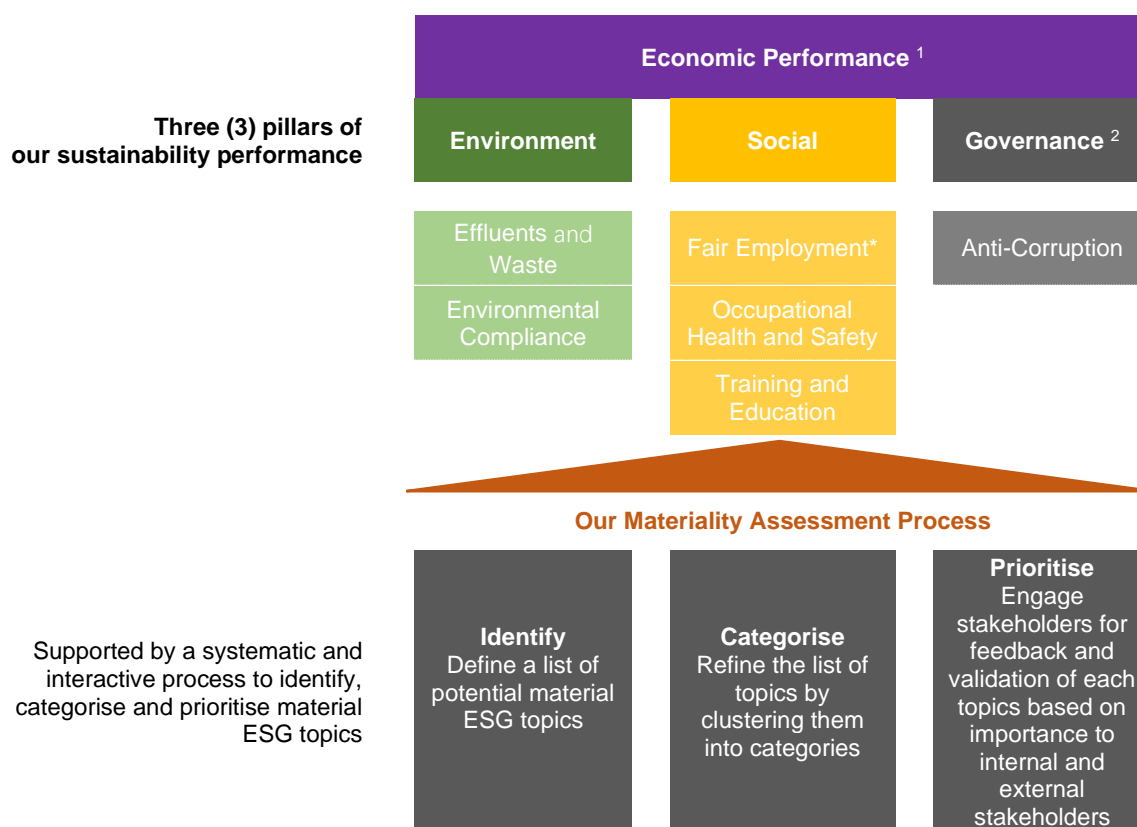 Economic Performance 1
Three (3) pillars of
our sustainability performance
Environment
Social
Governance 2
Effluents and
Waste
Fair Employment*
Anti-Corruption
Environmental
Compliance
Occupational
Health and Safety
Training and
Education
Our Materiality Assessment Process
Supported by a systematic and
interactive process to identify,
categorise and prioritise material
ESG topics
Identify
Define a list of
potential material
ESG topics
Categorise
Refine the list of
topics by
clustering them
into categories
Prioritise
Engage
stakeholders for
feedback and
validation of each
topics based on
importance to
internal and
external
stakeholders